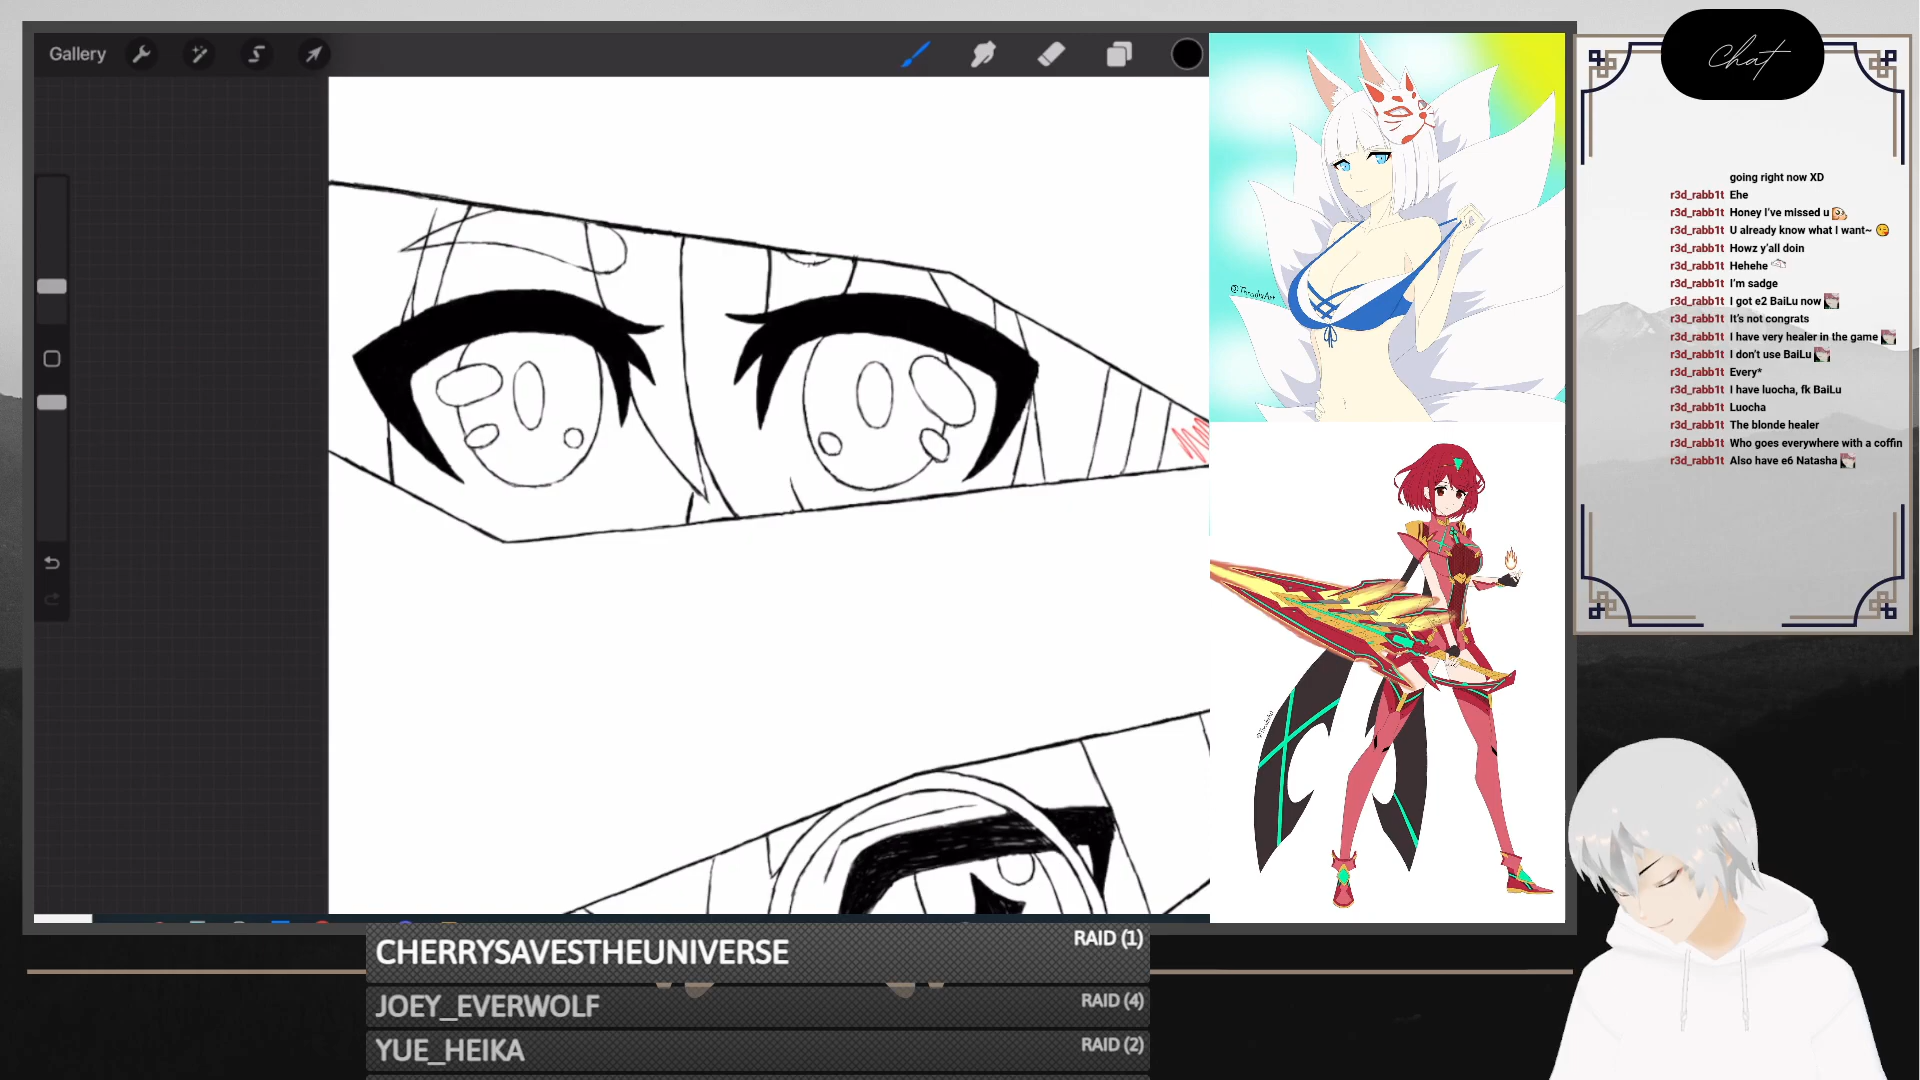 Gallery
Chat
going right now XD
r3d_rabb1t Ehe
r3d_rabb1t Honey I've missed u
r3d_rabb1t U already know what I want~
r3d_rabb1t Howz y'all doin
r3d_rabb1t Hehehe
r3d_rabb1t I'm sadge
r3d_rabb1t I got e2 BaiLu now
r3d_rabb1t It's not congrats
r3d_rabb1t I have very healer in the game
r3d_rabb1t I don't use BaiLu
r3d_rabb1t Every*
r3d_rabb1t I have luocha, fk BaiLu
r3d_rabb1t Luocha
r3d_rabb1t The blonde healer
r3d_rabb1t Who goes everywhere with a coffin
r3d_rabb1t Also have e6 Natasha
CHERRYSAVESTHEUNIVERSE RAID (1)
JOEY_EVERWOLF RAID (4)
YUE_HEIKA RAID (2)